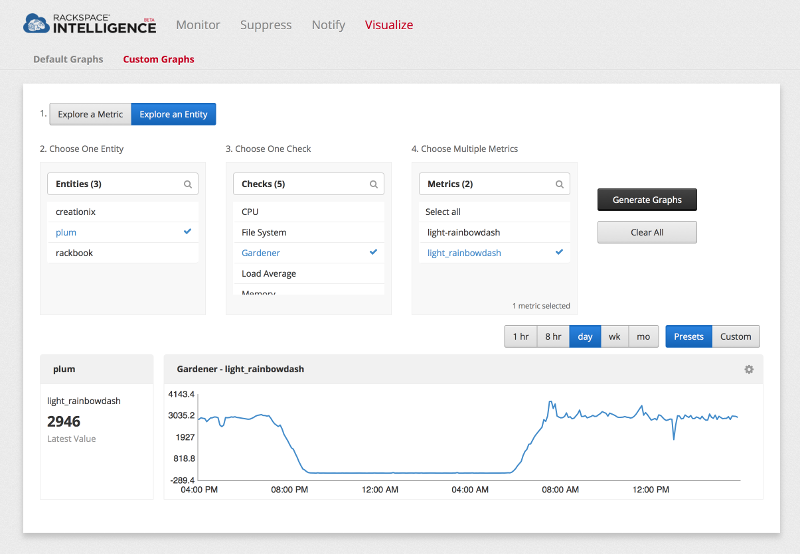 RACKSPACE®
INTELLIGENCE BETA
Monitor Suppress Notify Visualize
Default Graphs Custom Graphs
1. Explore a Metric Explore an Entity
2. Choose One Entity 3. Choose One Check 4. Choose Multiple Metrics
Entities (3) Checks (5) Metrics (2)
creationix CPU Select all
plum File System light-rainbowdash
rackbook Gardener light_rainbowdash
Load Average
Memory
Generate Graphs
Clear All
1 metric selected
1 hr 8 hr day wk mo Presets Custom
plum Gardener - light_rainbowdash
light_rainbowdash
2946
Latest Value
4143.4
3035.2
1927
818.8
-289.4
04:00 PM 08:00 PM 12:00 AM 04:00 AM 08:00 AM 12:00 PM